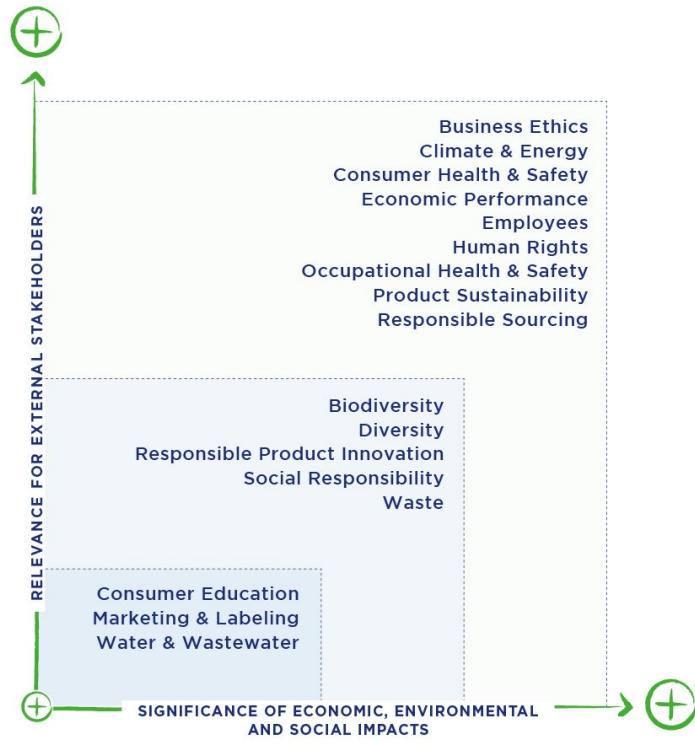 Business Ethics
Climate & Energy
Consumer Health & Safety
Economic Performance
Employees
Human Rights
Occupational Health & Safety
Product Sustainability
Responsible Sourcing
RELEVANCE FOR EXTERNAL STAKEHOLDERS
Biodiversity
Diversity
Responsible Product Innovation
Social Responsibility
Waste
Consumer Education
Marketing & Labeling
Water & Wastewater
SIGNIFICANCE OF ECONOMIC, ENVIRONMENTAL
AND SOCIAL IMPACTS